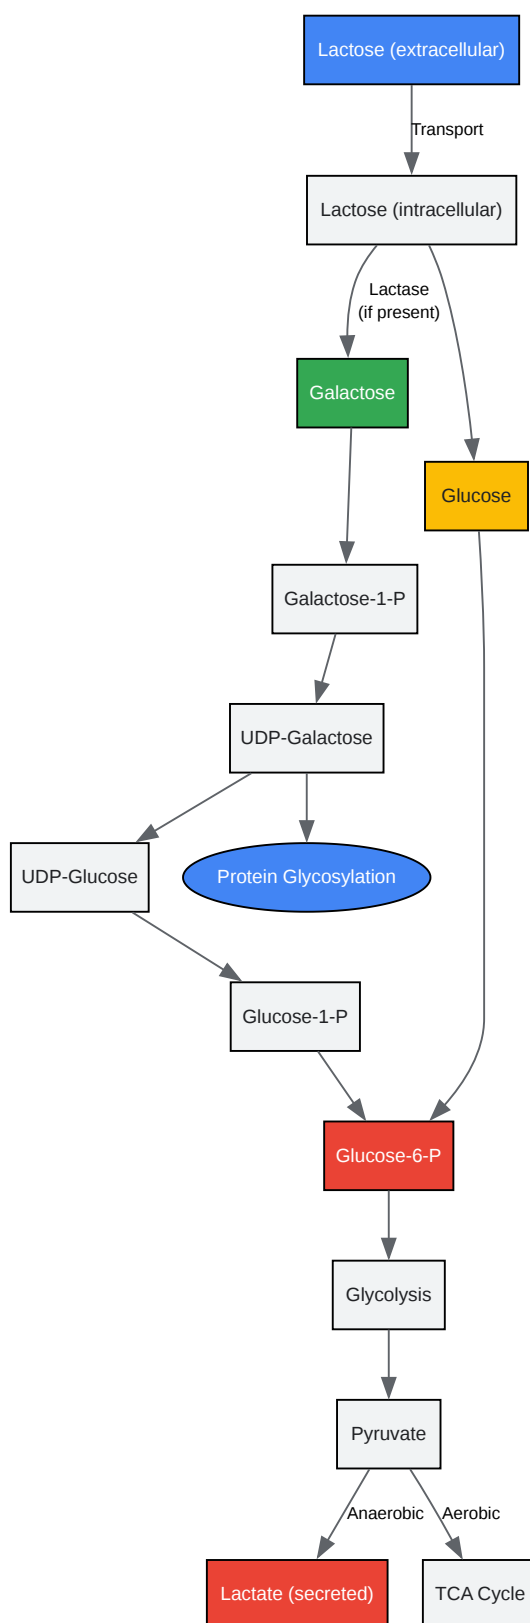 Lactose (extracellular)
Transport
Lactose (intracellular)
Lactase
(if present)
Galactose
Glucose
Galactose-1-P
UDP-Galactose
UDP-Glucose
Protein Glycosylation
Glucose-1-P
Glucose-6-P
Glycolysis
Pyruvate
Anaerobic
Aerobic
Lactate (secreted)
TCA Cycle